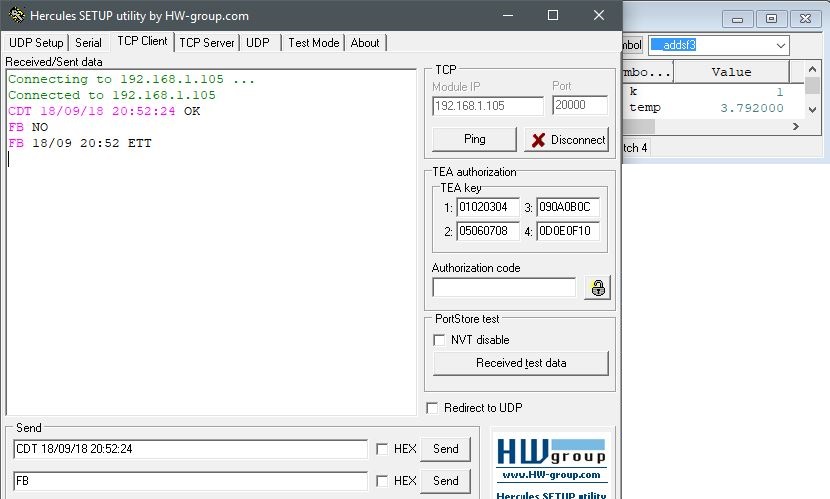 Hercules SETUP utility by HW-group.com
UDP Setup Serial TCP Client TCP Server UDP Test Mode About
Received/Sent data
Connecting to 192.168.1.105 ...
Connected to 192.168.1.105
CDT 18/09/18 20:52:24 OK
FB NO
FB 18/09 20:52 ETT
TCP
Module IP Port
192.168.1.105 20000
Ping Disconnect
TEA authorization
TEA key
1: 01020304 3: 090A0B0C
2: 05060708 4: 0D0E0F10
Authorization code
PortStore test
NVT disable
Received test data
Redirect to UDP
Send
CDT 18/09/18 20:52:24 HEX Send
FB HEX Send
HW group
www.HW-group.com
Hercules SETUP utility
mbol __addsf3
mbo... Value
k 1
temp 3.792000
tch 4